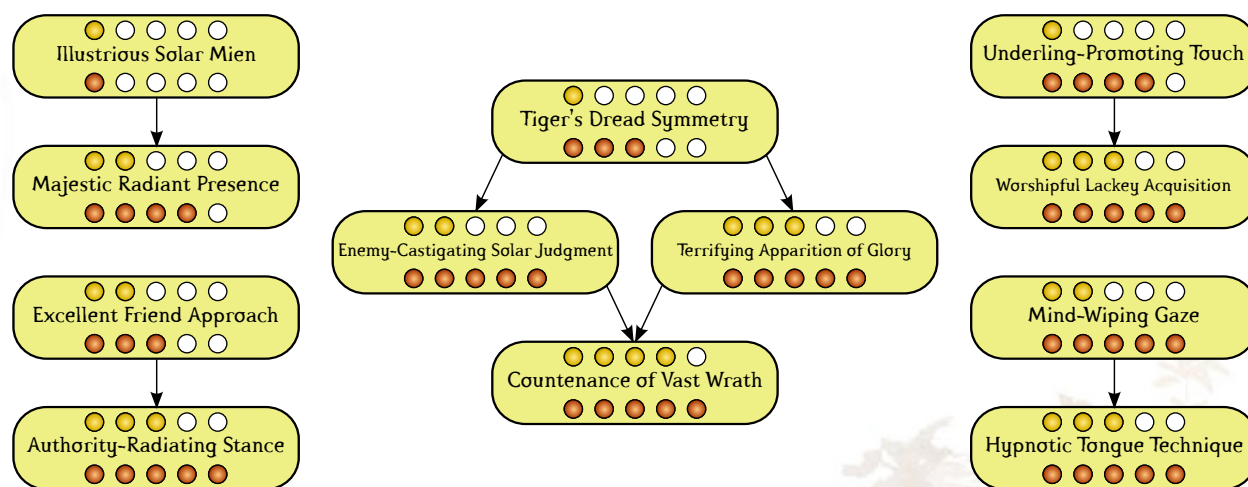 Illustrious Solar Mien
Majestic Radiant Presence
Excellent Friend Approach
Authority-Radiating Stance
Tiger's Dread Symmetry
Enemy-Castigating Solar Judgment
Terrifying Apparition of Glory
Countenance of Vast Wrath
Underling-Promoting Touch
Worshipful Lackey Acquisition
Mind-Wiping Gaze
Hypnotic Tongue Technique